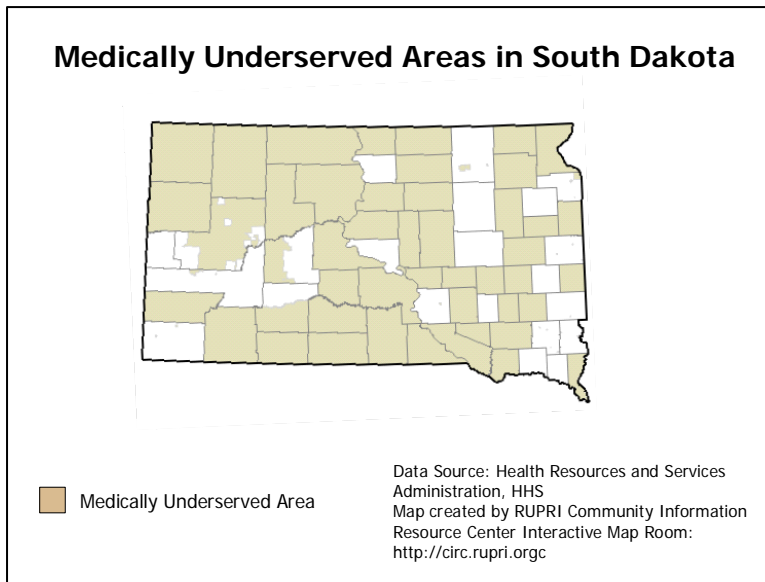 Medically Underserved Areas in South Dakota
Medically Underserved Area
Data Source: Health Resources and Services
Administration, HHS
Map created by RUPRI Community Information
Resource Center Interactive Map Room:
http://circ.rupri.orgc